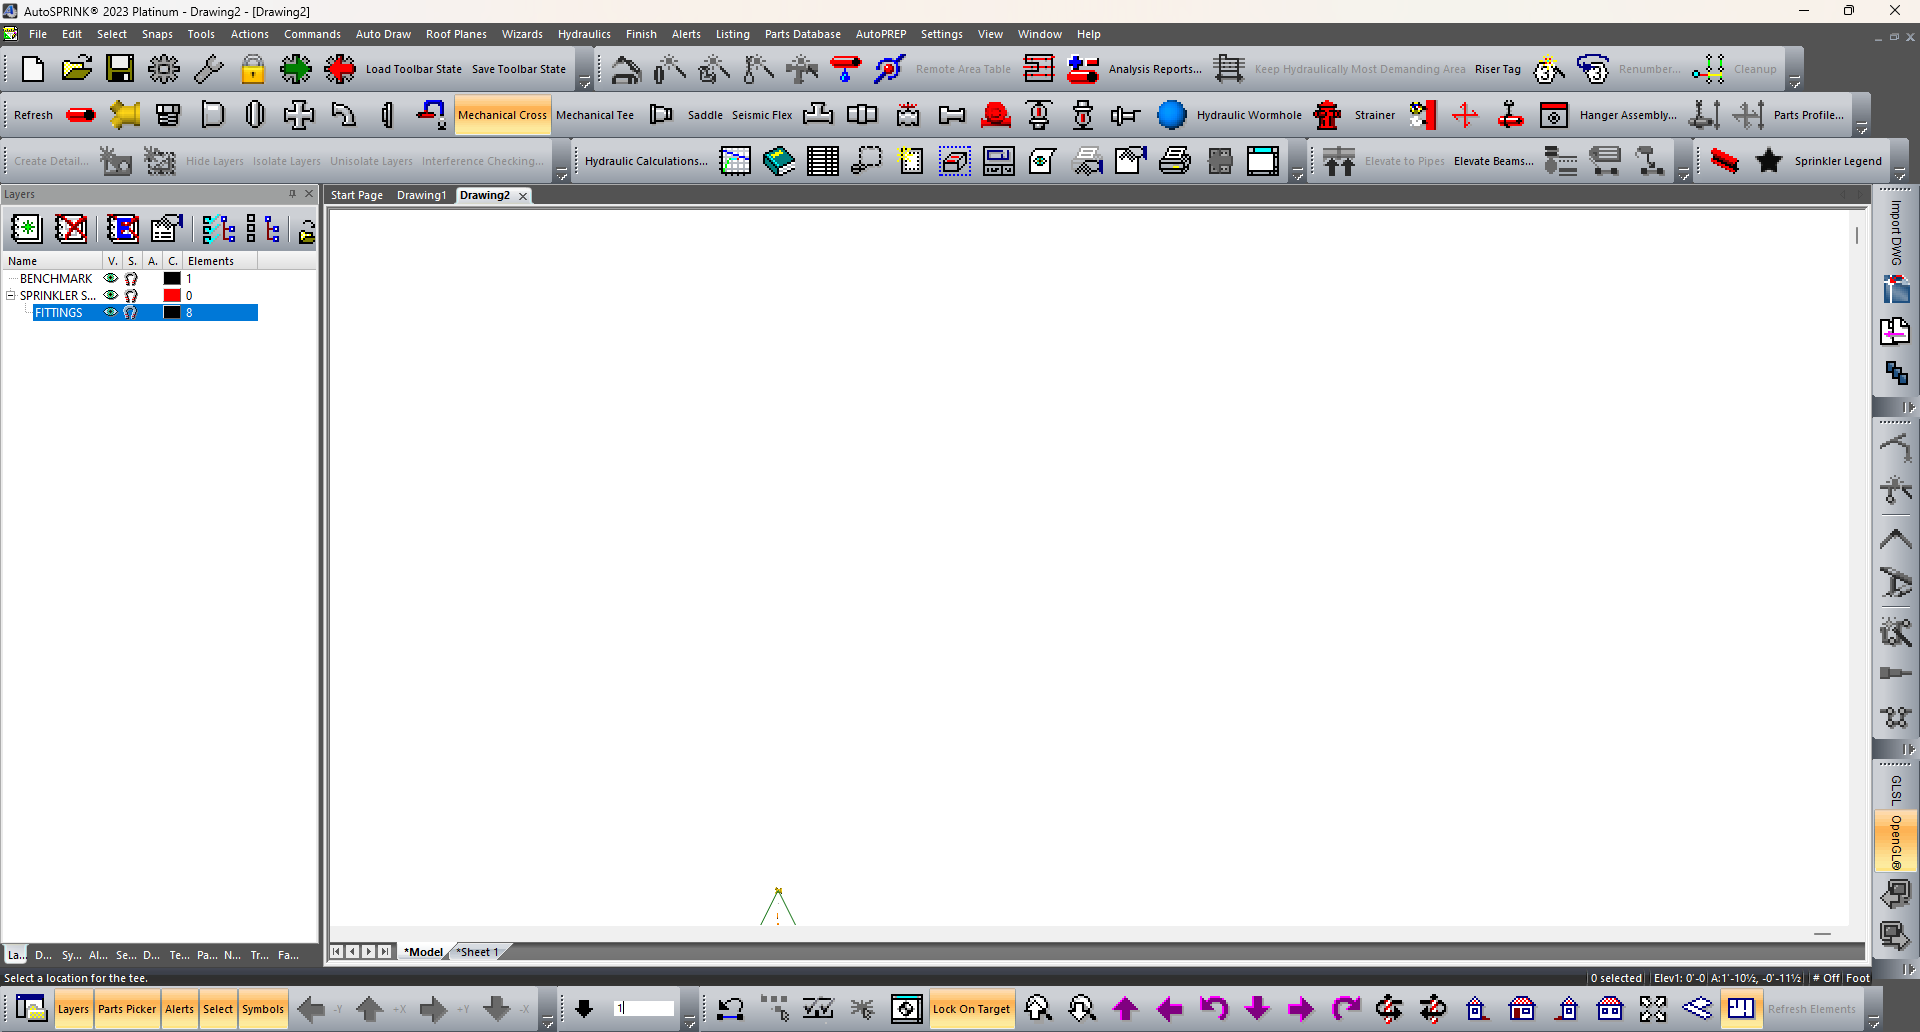 AutoSPRINK® 2023 Platinum - Drawing2 - [Drawing2]
File Edit Select Snaps Tools Actions Commands Auto Draw Roof Planes Wizards Hydraulics Finish Alerts Listing Parts Database AutoPREP Settings View Window Help
Load Toolbar State Save Toolbar State Remote Area Table Analysis Reports... Keep Hydraulically Most Demanding Area Riser Tag Renumber... Cleanup
Refresh Mechanical Cross Mechanical Tee Saddle Seismic Flex Hydraulic Wormhole Strainer Hanger Assembly... Parts Profile...
Create Detail... Hide Layers Isolate Layers Unisolate Layers Interference Checking... Hydraulic Calculations... Elevate to Pipes Elevate Beams... Sprinkler Legend
Layers
Start Page Drawing1 Drawing2
Import DWG
Name V. S. A. C. Elements
BENCHMARK 1
SPRINKLER S... 0
FITTINGS 8
GLSL
OpenGL®
La... D... Sy... Al... Se... D... Te... Pa... N... Tr... Fa...
*Model *Sheet 1
Select a location for the tee.
0 selected Elev1: 0'-0 A:1'-10½, -0'-11½ # Off Foot
Layers Parts Picker Alerts Select Symbols -Y +X +Y -X 1 Lock On Target Refresh Elements